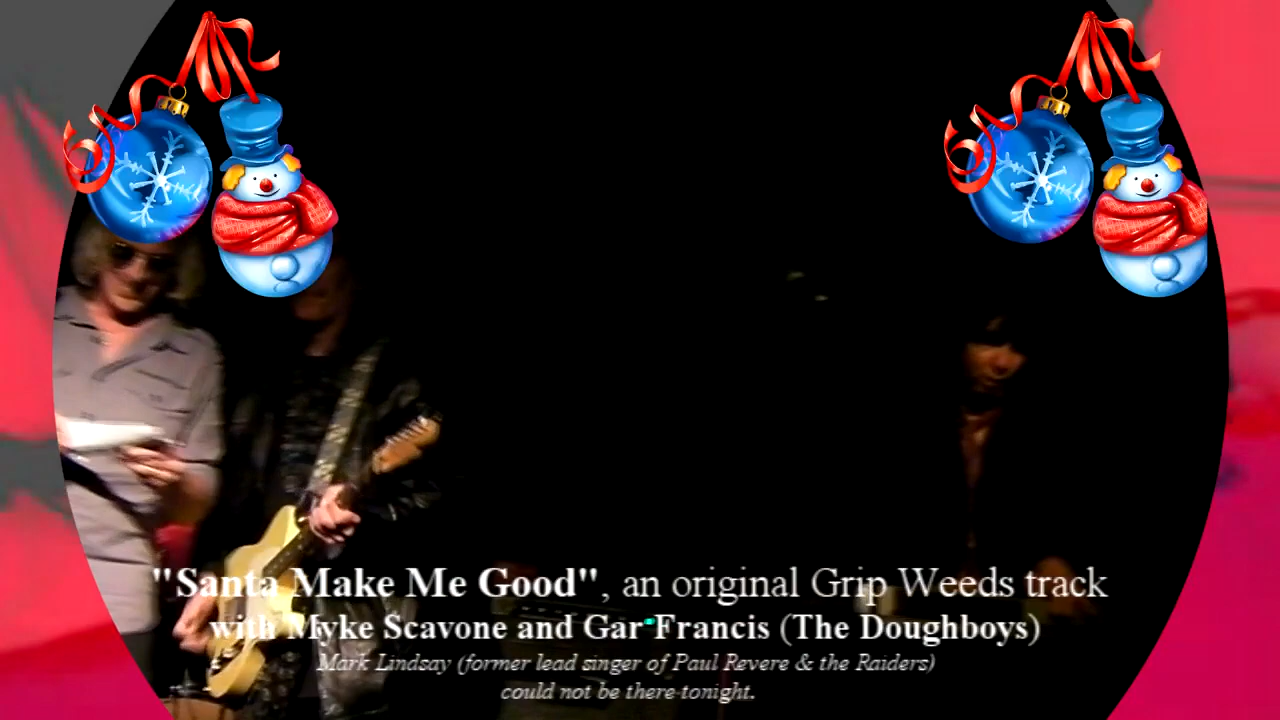 "Santa Make Me Good", an original Grip Weeds track
with Myke Scavone and Gar Francis (The Doughboys)
Mark Lindsay (former lead singer of Paul Revere & the Raiders)
could not be there tonight.